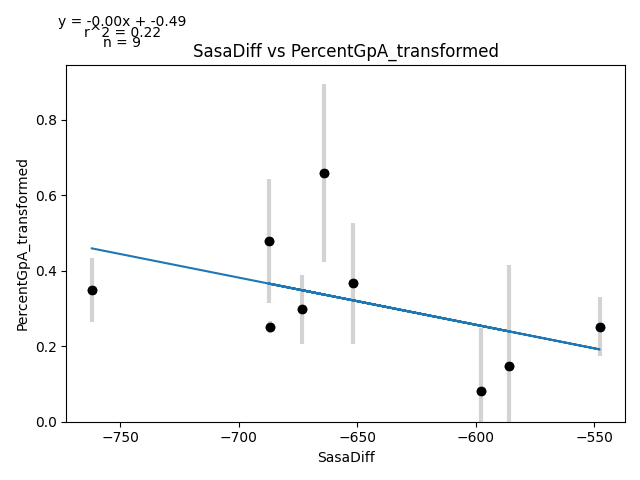 y = -0.00x + -0.49
r^2 = 0.22
n = 9
SasaDiff vs PercentGpA_transformed
PercentGpA_transformed
0.8
0.6
0.4
0.2
0.0
−750
−700
−650
−600
−550
SasaDiff